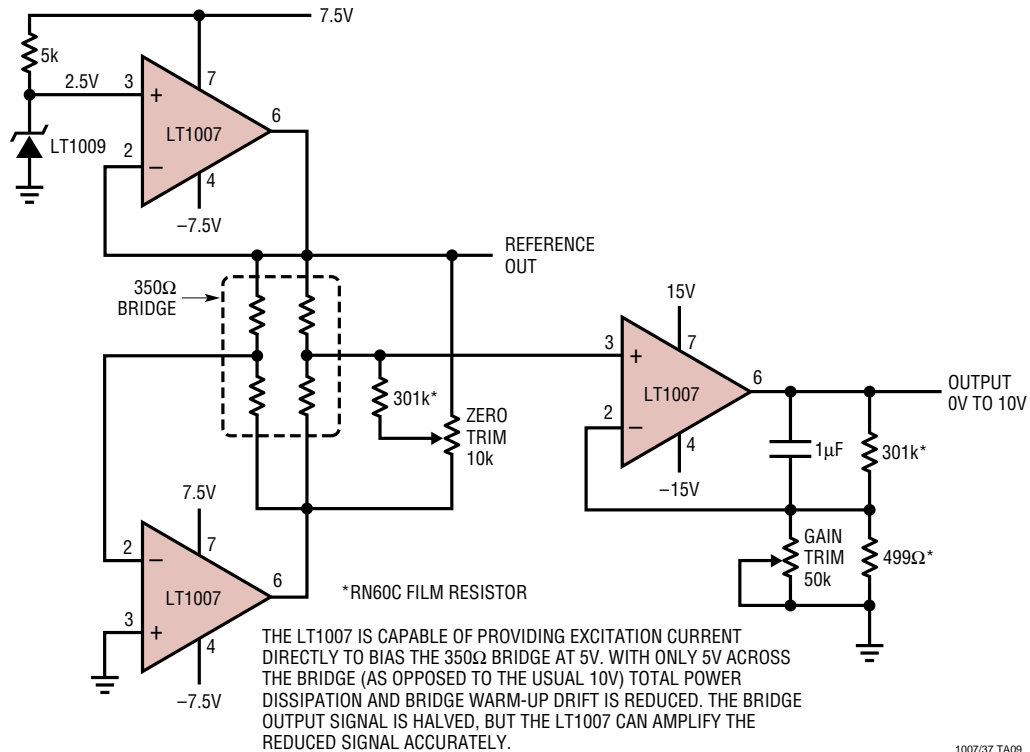 7.5V
5k
2.5V
3
7
+
6
LT1007
LT1009
2
−
4
−7.5V
REFERENCE
OUT
350Ω
BRIDGE
15V
3
7
+
6
LT1007
OUTPUT
0V TO 10V
2
−
4
−15V
301k*
ZERO
TRIM
10k
1µF
301k*
GAIN
TRIM
50k
499Ω*
7.5V
2
7
−
6
LT1007
3
+
4
−7.5V
*RN60C FILM RESISTOR
THE LT1007 IS CAPABLE OF PROVIDING EXCITATION CURRENT
DIRECTLY TO BIAS THE 350Ω BRIDGE AT 5V. WITH ONLY 5V ACROSS
THE BRIDGE (AS OPPOSED TO THE USUAL 10V) TOTAL POWER
DISSIPATION AND BRIDGE WARM-UP DRIFT IS REDUCED. THE BRIDGE
OUTPUT SIGNAL IS HALVED, BUT THE LT1007 CAN AMPLIFY THE
REDUCED SIGNAL ACCURATELY.
1007/37 TA09